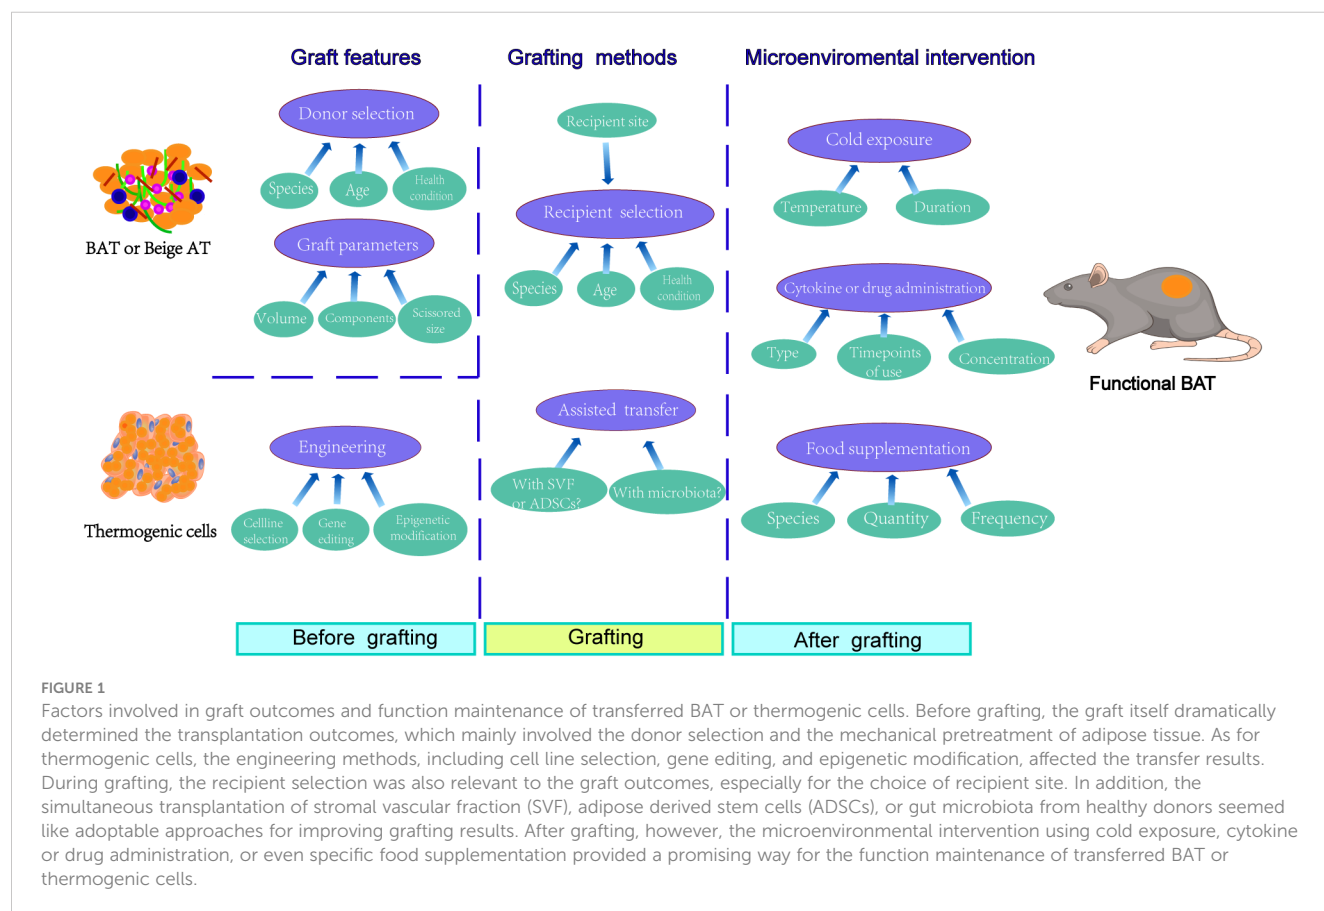 Graft features
Grafting methods
Microenviromental intervention
Donor selection
Species
Age
Health
condition
Graft parameters
Volume
Components
Scissored
size
BAT or Beige AT
Engineering
Cellline
selection
Gene
editing
Epigenetic
modification
Thermogenic cells
Recipient site
Recipient selection
Species
Age
Health
condition
Assisted transfer
With SVF
or ADSCs?
With microbiota?
Cold exposure
Temperature
Duration
Cytokine or drug administration
Type
Timepoints
of use
Concentration
Food supplementation
Species
Quantity
Frequency
Functional BAT
Before grafting
Grafting
After grafting
FIGURE 1
Factors involved in graft outcomes and function maintenance of transferred BAT or thermogenic cells. Before grafting, the graft itself dramatically
determined the transplantation outcomes, which mainly involved the donor selection and the mechanical pretreatment of adipose tissue. As for
thermogenic cells, the engineering methods, including cell line selection, gene editing, and epigenetic modification, affected the transfer results.
During grafting, the recipient selection was also relevant to the graft outcomes, especially for the choice of recipient site. In addition, the
simultaneous transplantation of stromal vascular fraction (SVF), adipose derived stem cells (ADSCs), or gut microbiota from healthy donors seemed
like adoptable approaches for improving grafting results. After grafting, however, the microenvironmental intervention using cold exposure, cytokine
or drug administration, or even specific food supplementation provided a promising way for the function maintenance of transferred BAT or
thermogenic cells.